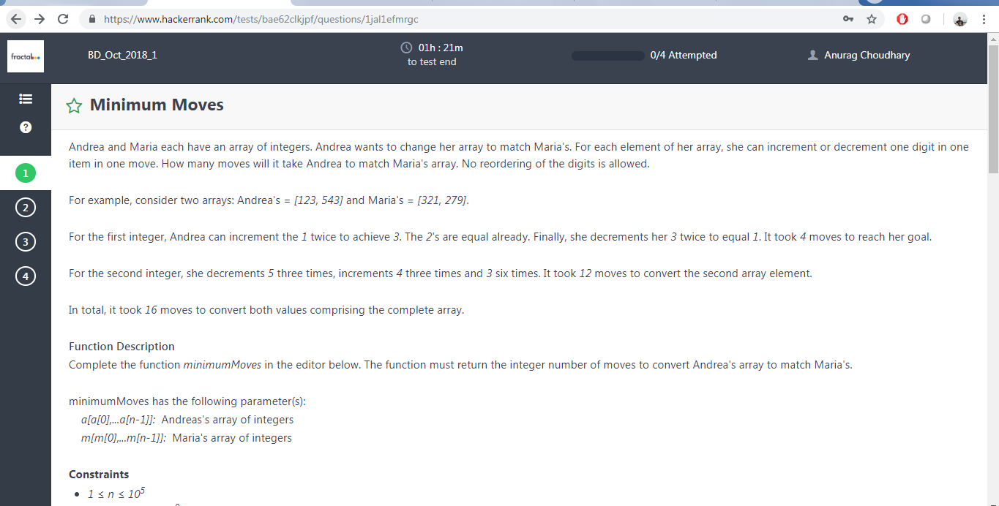 https://www.hackerrank.com/tests/bae62clkjpf/questions/1jal1efmrgc
fractal
BD_Oct_2018_1
01h : 21m
to test end
0/4 Attempted
Anurag Choudhary
?
1
2
3
4
Minimum Moves
Andrea and Maria each have an array of integers. Andrea wants to change her array to match Maria's. For each element of her array, she can increment or decrement one digit in one
item in one move. How many moves will it take Andrea to match Maria's array. No reordering of the digits is allowed.
For example, consider two arrays: Andrea's = [123, 543] and Maria's = [321, 279].
For the first integer, Andrea can increment the 1 twice to achieve 3. The 2's are equal already. Finally, she decrements her 3 twice to equal 1. It took 4 moves to reach her goal.
For the second integer, she decrements 5 three times, increments 4 three times and 3 six times. It took 12 moves to convert the second array element.
In total, it took 16 moves to convert both values comprising the complete array.
Function Description
Complete the function minimumMoves in the editor below. The function must return the integer number of moves to convert Andrea's array to match Maria's.
minimumMoves has the following parameter(s):
a[a[0],...a[n-1]]: Andreas's array of integers
m[m[0],...m[n-1]]: Maria's array of integers
Constraints
• 1 ≤ n ≤ 10⁵